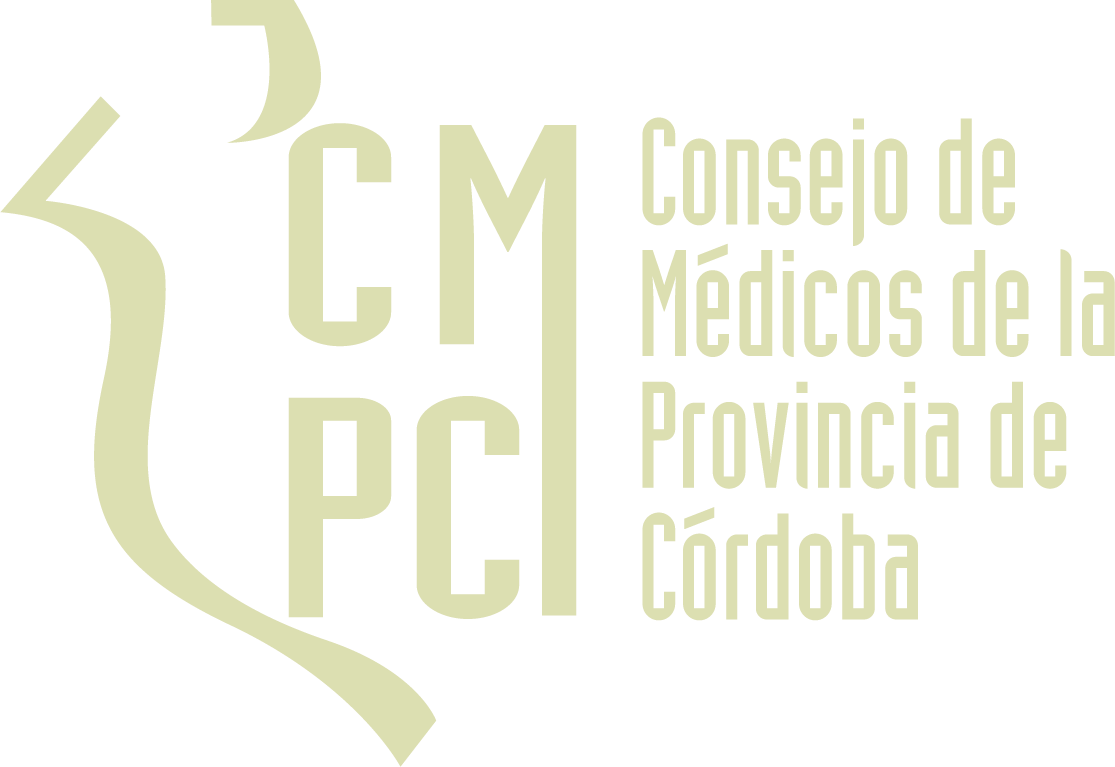 CM
PC
Consejo de
Médicos de la
Provincia de
Córdoba